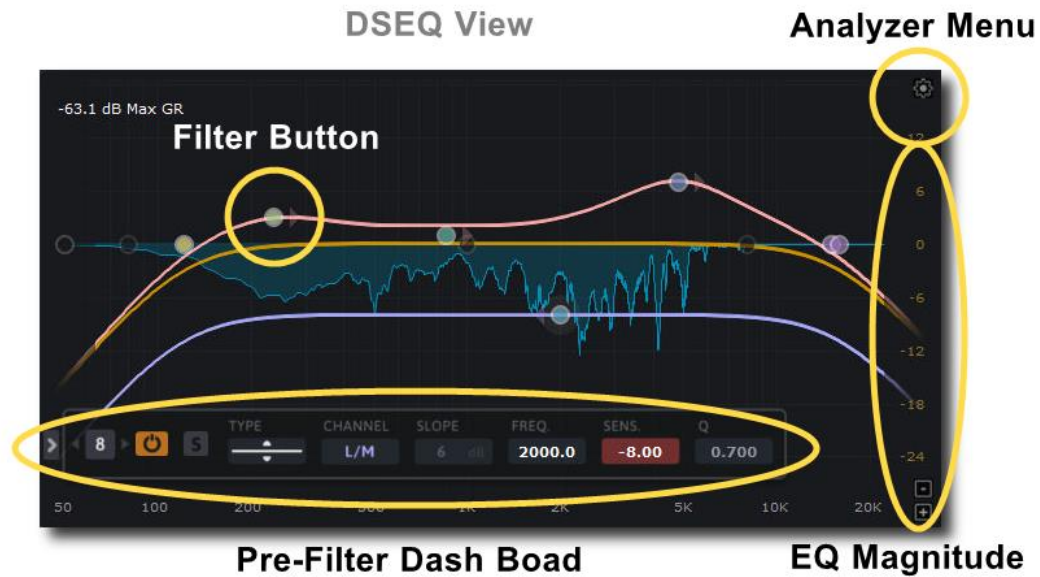 DSEQ View
Analyzer Menu
-63.1 dB Max GR
Filter Button
12
6
0
-6
-12
-18
-24
TYPE CHANNEL SLOPE FREQ. SENS. Q
8 S L/M 6 dB 2000.0 -8.00 0.700
50 100 200 500 1K 2K 5K 10K 20K
Pre-Filter Dash Boad
EQ Magnitude